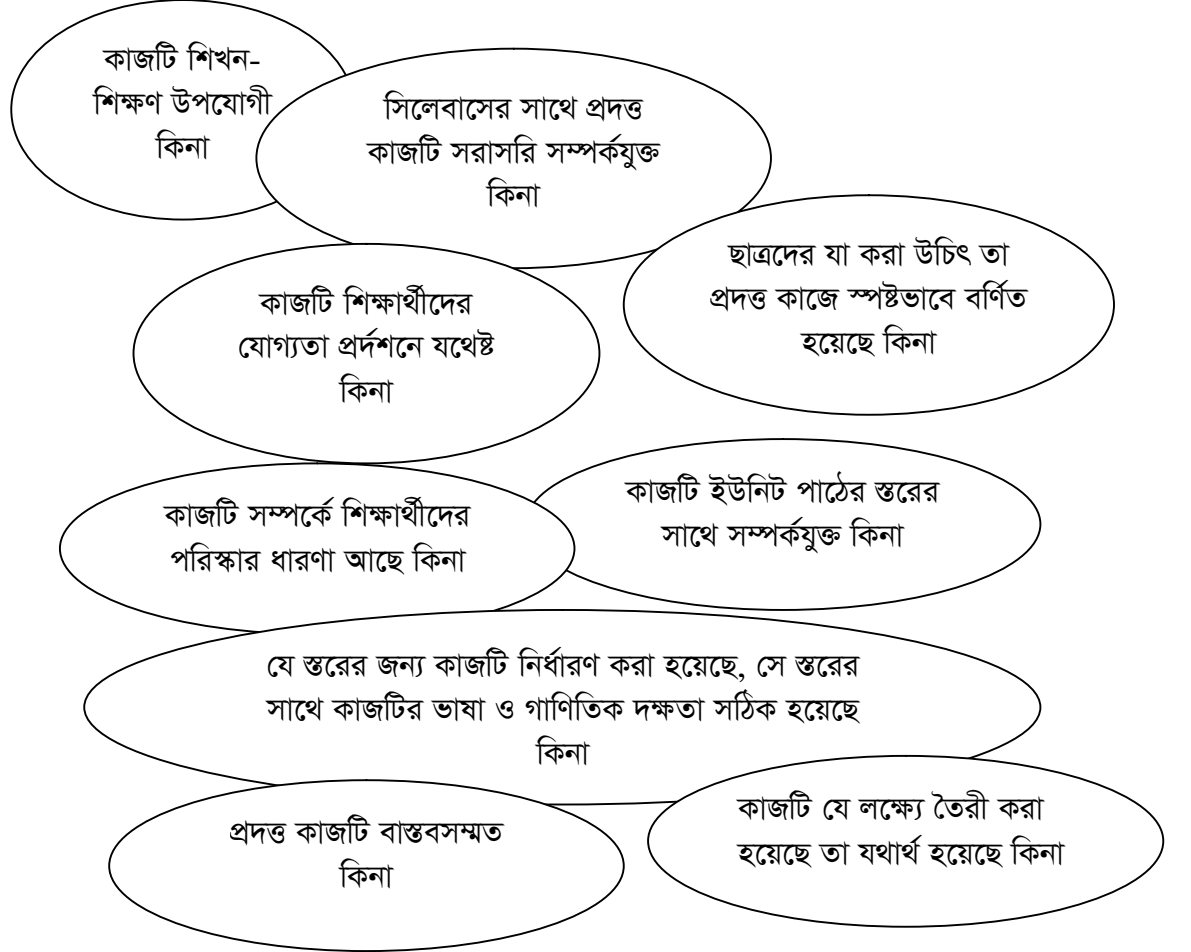 কাজটি শিখন-
শিক্ষণ উপযোগী
কিনা
সিলেবাসের সাথে প্রদত্ত
কাজটি সরাসরি সম্পর্কযুক্ত
কিনা
ছাত্রদের যা করা উচিৎ তা
প্রদত্ত কাজে স্পষ্টভাবে বর্ণিত
হয়েছে কিনা
কাজটি শিক্ষার্থীদের
যোগ্যতা প্রর্দশনে যথেষ্ট
কিনা
কাজটি ইউনিট পাঠের স্তরের
সাথে সম্পর্কযুক্ত কিনা
কাজটি সম্পর্কে শিক্ষার্থীদের
পরিস্কার ধারণা আছে কিনা
যে স্তরের জন্য কাজটি নির্ধারণ করা হয়েছে, সে স্তরের
সাথে কাজটির ভাষা ও গাণিতিক দক্ষতা সঠিক হয়েছে
কিনা
কাজটি যে লক্ষ্যে তৈরী করা
হয়েছে তা যথার্থ হয়েছে কিনা
প্রদত্ত কাজটি বাস্তবসম্মত
কিনা